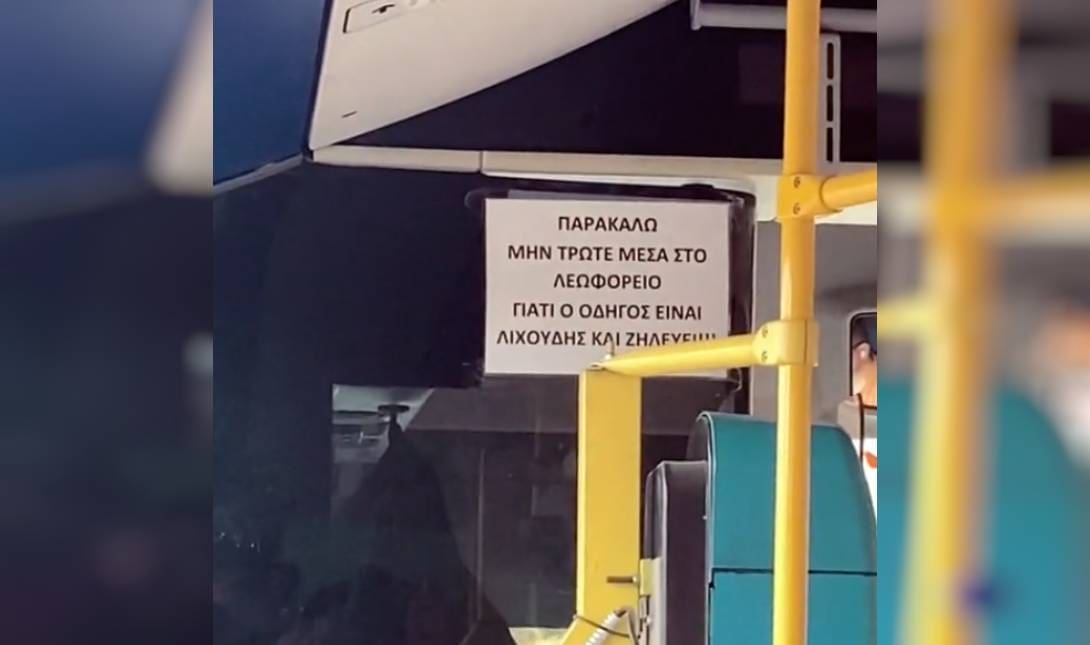 ΠΑΡΑΚΑΛΩ
ΜΗΝ ΤΡΩΤΕ ΜΕΣΑ ΣΤΟ
ΛΕΩΦΟΡΕΙΟ
ΓΙΑΤΙ Ο ΟΔΗΓΟΣ ΕΙΝΑΙ
ΛΙΧΟΥΔΗΣ ΚΑΙ ΖΗΛΕΥΕΙ!!!